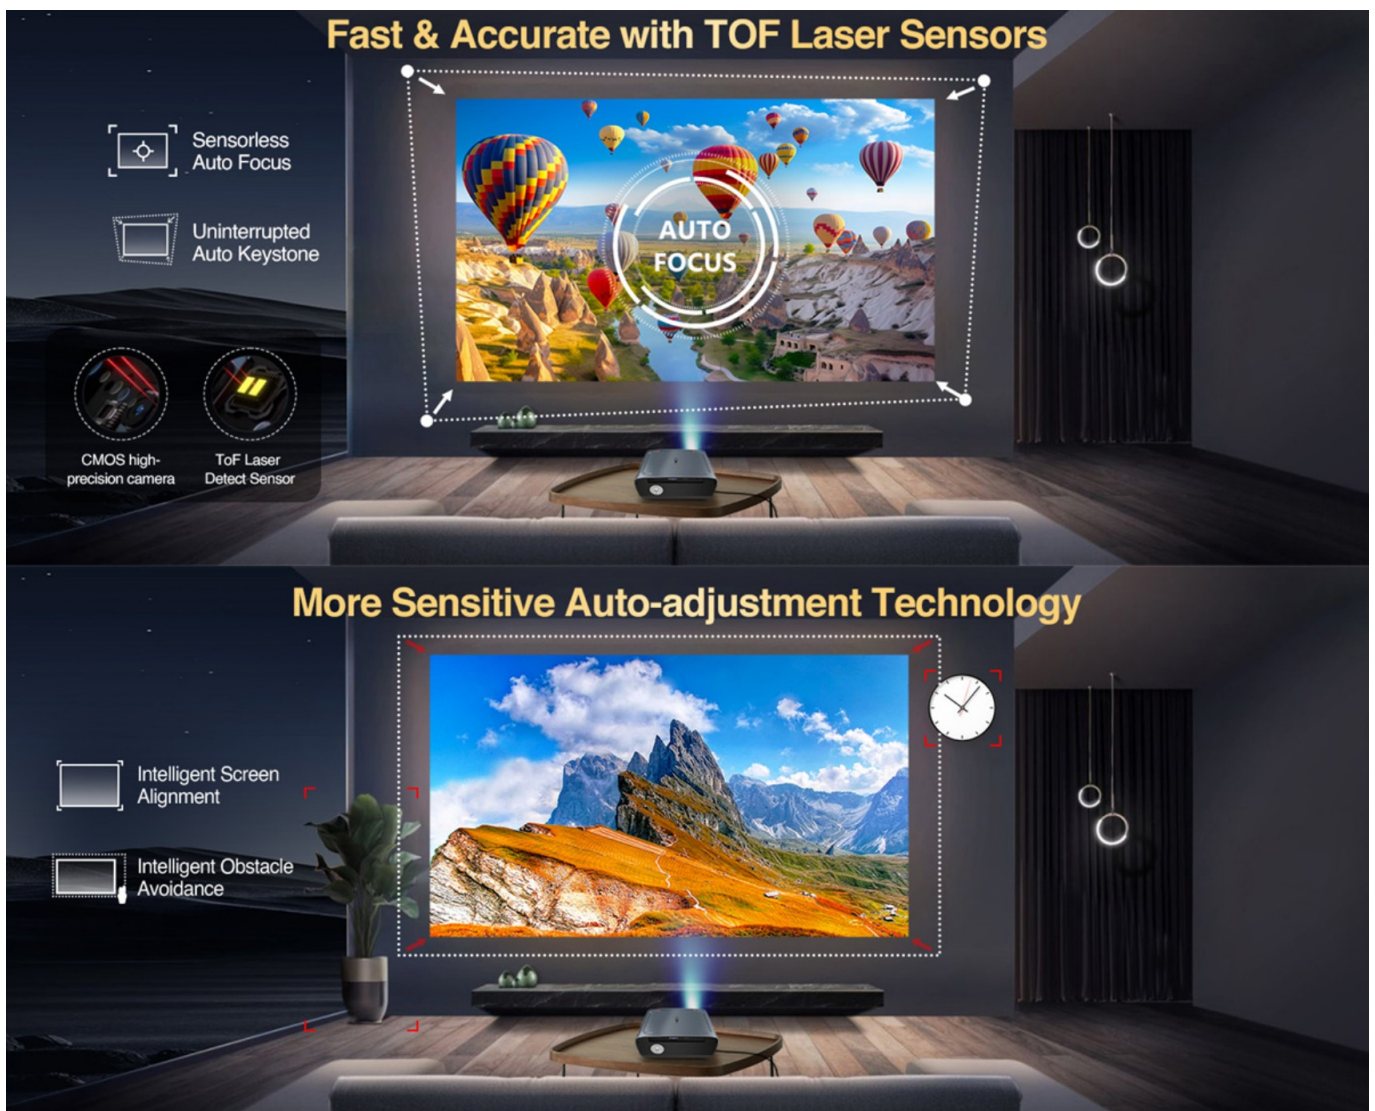 Fast & Accurate with TOF Laser Sensors
Sensorless
Auto Focus
Uninterrupted
Auto Keystone
AUTO
FOCUS
CMOS high-
precision camera
ToF Laser
Detect Sensor
More Sensitive Auto-adjustment Technology
Intelligent Screen
Alignment
Intelligent Obstacle
Avoidance